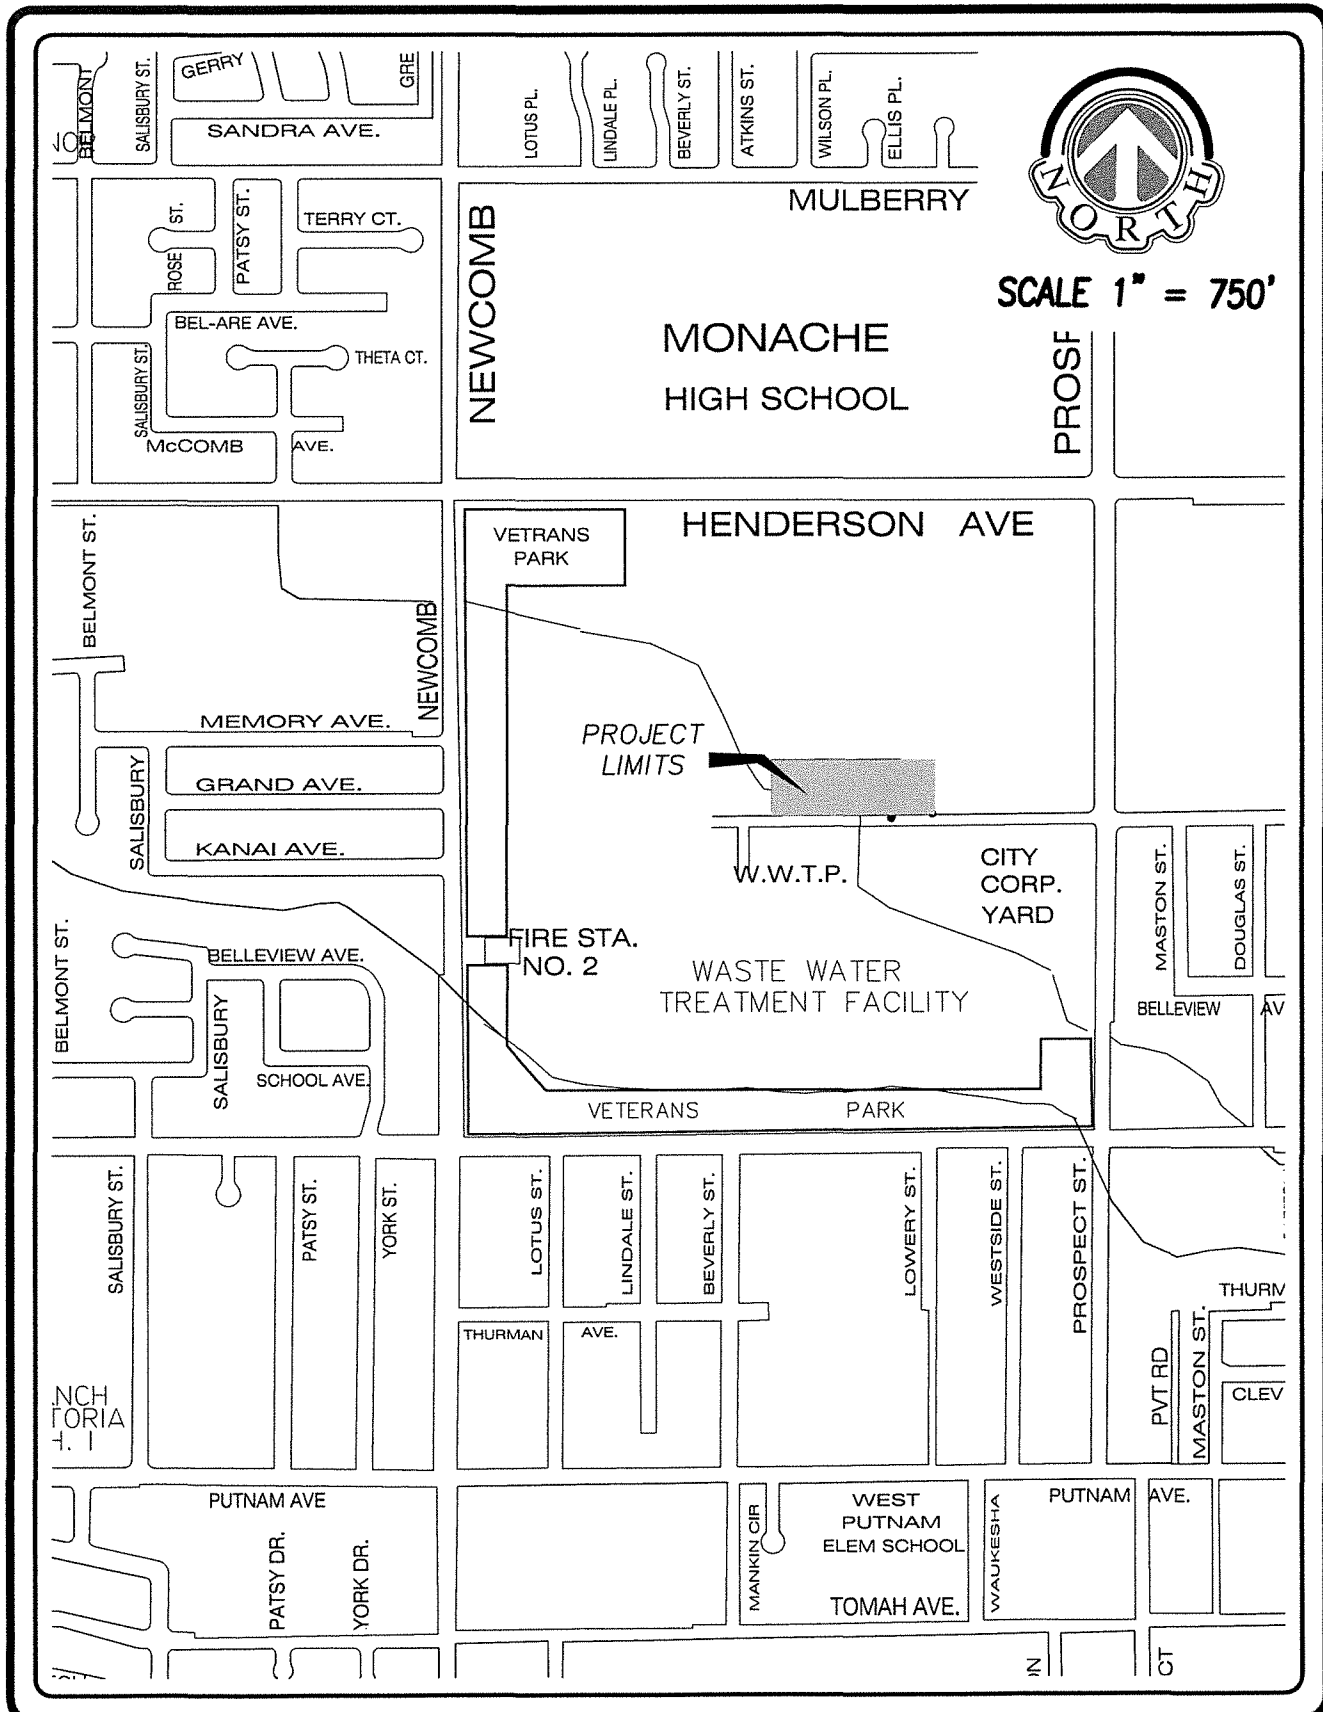 GERRY
GRE
BELMONT
SALISBURY ST.
SANDRA AVE.
LOTUS PL.
LINDALE PL.
BEVERLY ST.
ATKINS ST.
WILSON PL.
ELLIS PL.
MULBERRY
NORTH
SCALE 1" = 750'
ROSE ST.
PATSY ST.
TERRY CT.
NEWCOMB
BEL-ARE AVE.
THETA CT.
SALISBURY ST.
McCOMB AVE.
MONACHE
HIGH SCHOOL
PROSP
HENDERSON AVE
VETRANS
PARK
BELMONT ST.
NEWCOMB
MEMORY AVE.
PROJECT
LIMITS
GRAND AVE.
SALISBURY
KANAI AVE.
W.W.T.P.
CITY
CORP.
YARD
MASTON ST.
DOUGLAS ST.
BELMONT ST.
BELLEVIEW AVE.
FIRE STA.
NO. 2
WASTE WATER
TREATMENT FACILITY
BELLEVIEW AV
SALISBURY
SCHOOL AVE.
VETERANS PARK
SALISBURY ST.
PATSY ST.
YORK ST.
LOTUS ST.
LINDALE ST.
BEVERLY ST.
LOWERY ST.
WESTSIDE ST.
PROSPECT ST.
THURM
THURMAN AVE.
PVT RD
MASTON ST.
CLEV
NCH
TORIA
H. I
PUTNAM AVE
PATSY DR.
YORK DR.
MANKIN CIR
WEST
PUTNAM
ELEM SCHOOL
WAUKESHA
PUTNAM AVE.
TOMAH AVE.
ON
CT